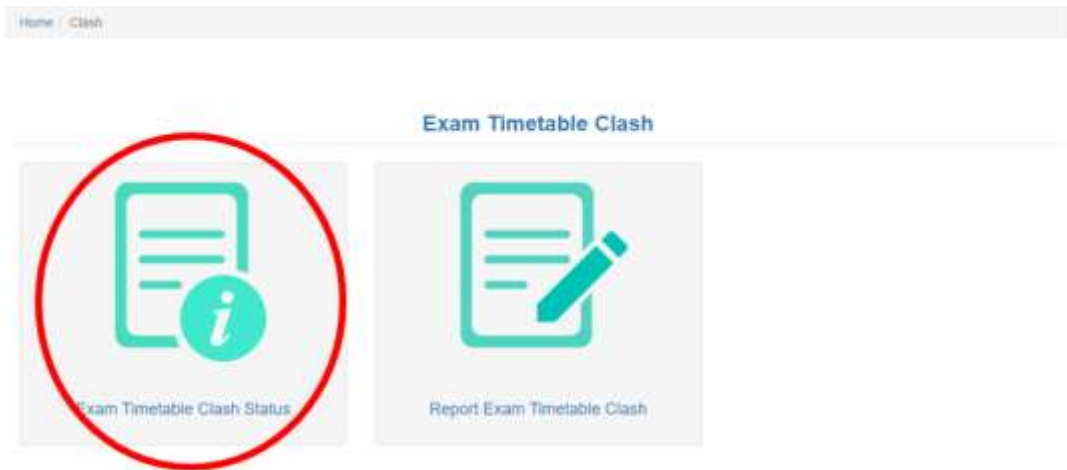 Home / Clash
Exam Timetable Clash
i
Exam Timetable Clash Status
Report Exam Timetable Clash